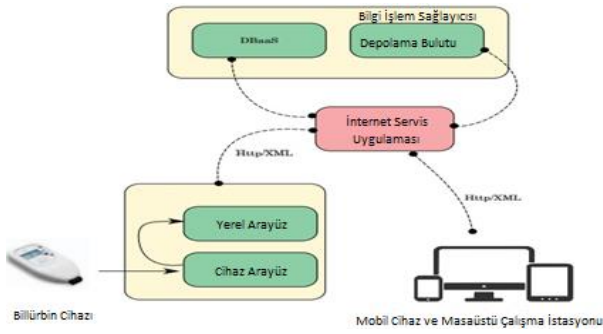 Bilgi İşlem Sağlayıcısı
DBaaS
Depolama Bulutu
İnternet Servis
Uygulaması
Http/XML
Http/XML
Yerel Arayüz
Cihaz Arayüz
Billürbin Cihazı
Mobil Cihaz ve Masaüstü Çalışma İstasyonu